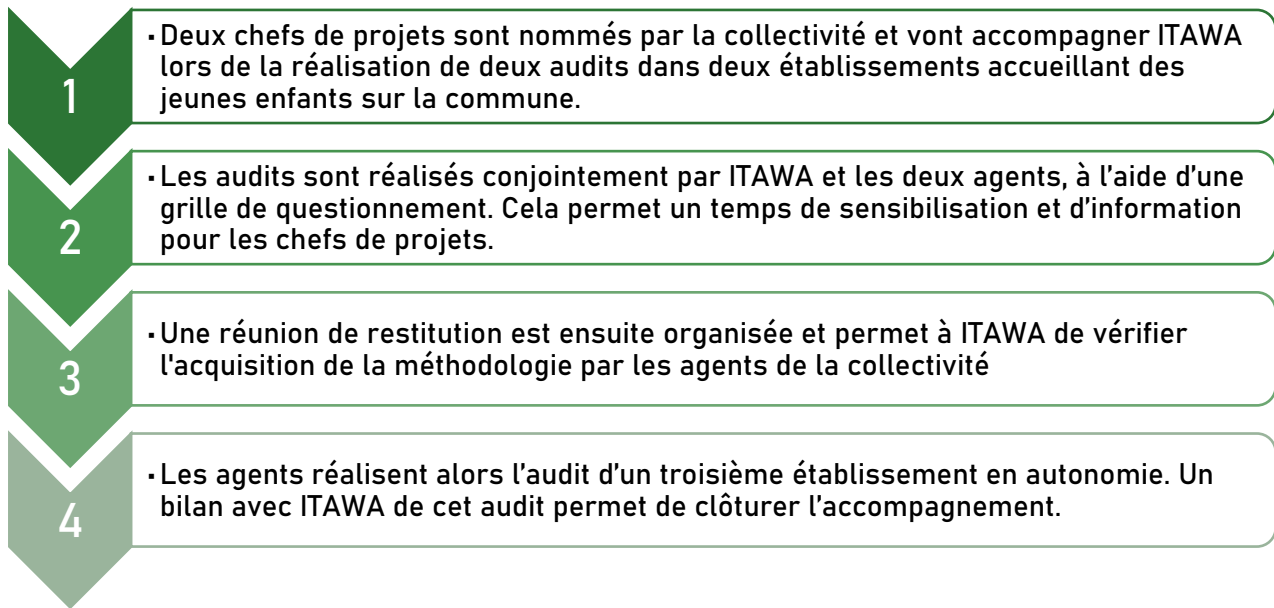 1
▪ Deux chefs de projets sont nommés par la collectivité et vont accompagner ITAWA
lors de la réalisation de deux audits dans deux établissements accueillant des
jeunes enfants sur la commune.
2
▪ Les audits sont réalisés conjointement par ITAWA et les deux agents, à l’aide d’une
grille de questionnement. Cela permet un temps de sensibilisation et d’information
pour les chefs de projets.
3
▪ Une réunion de restitution est ensuite organisée et permet à ITAWA de vérifier
l'acquisition de la méthodologie par les agents de la collectivité
4
▪ Les agents réalisent alors l’audit d’un troisième établissement en autonomie. Un
bilan avec ITAWA de cet audit permet de clôturer l’accompagnement.